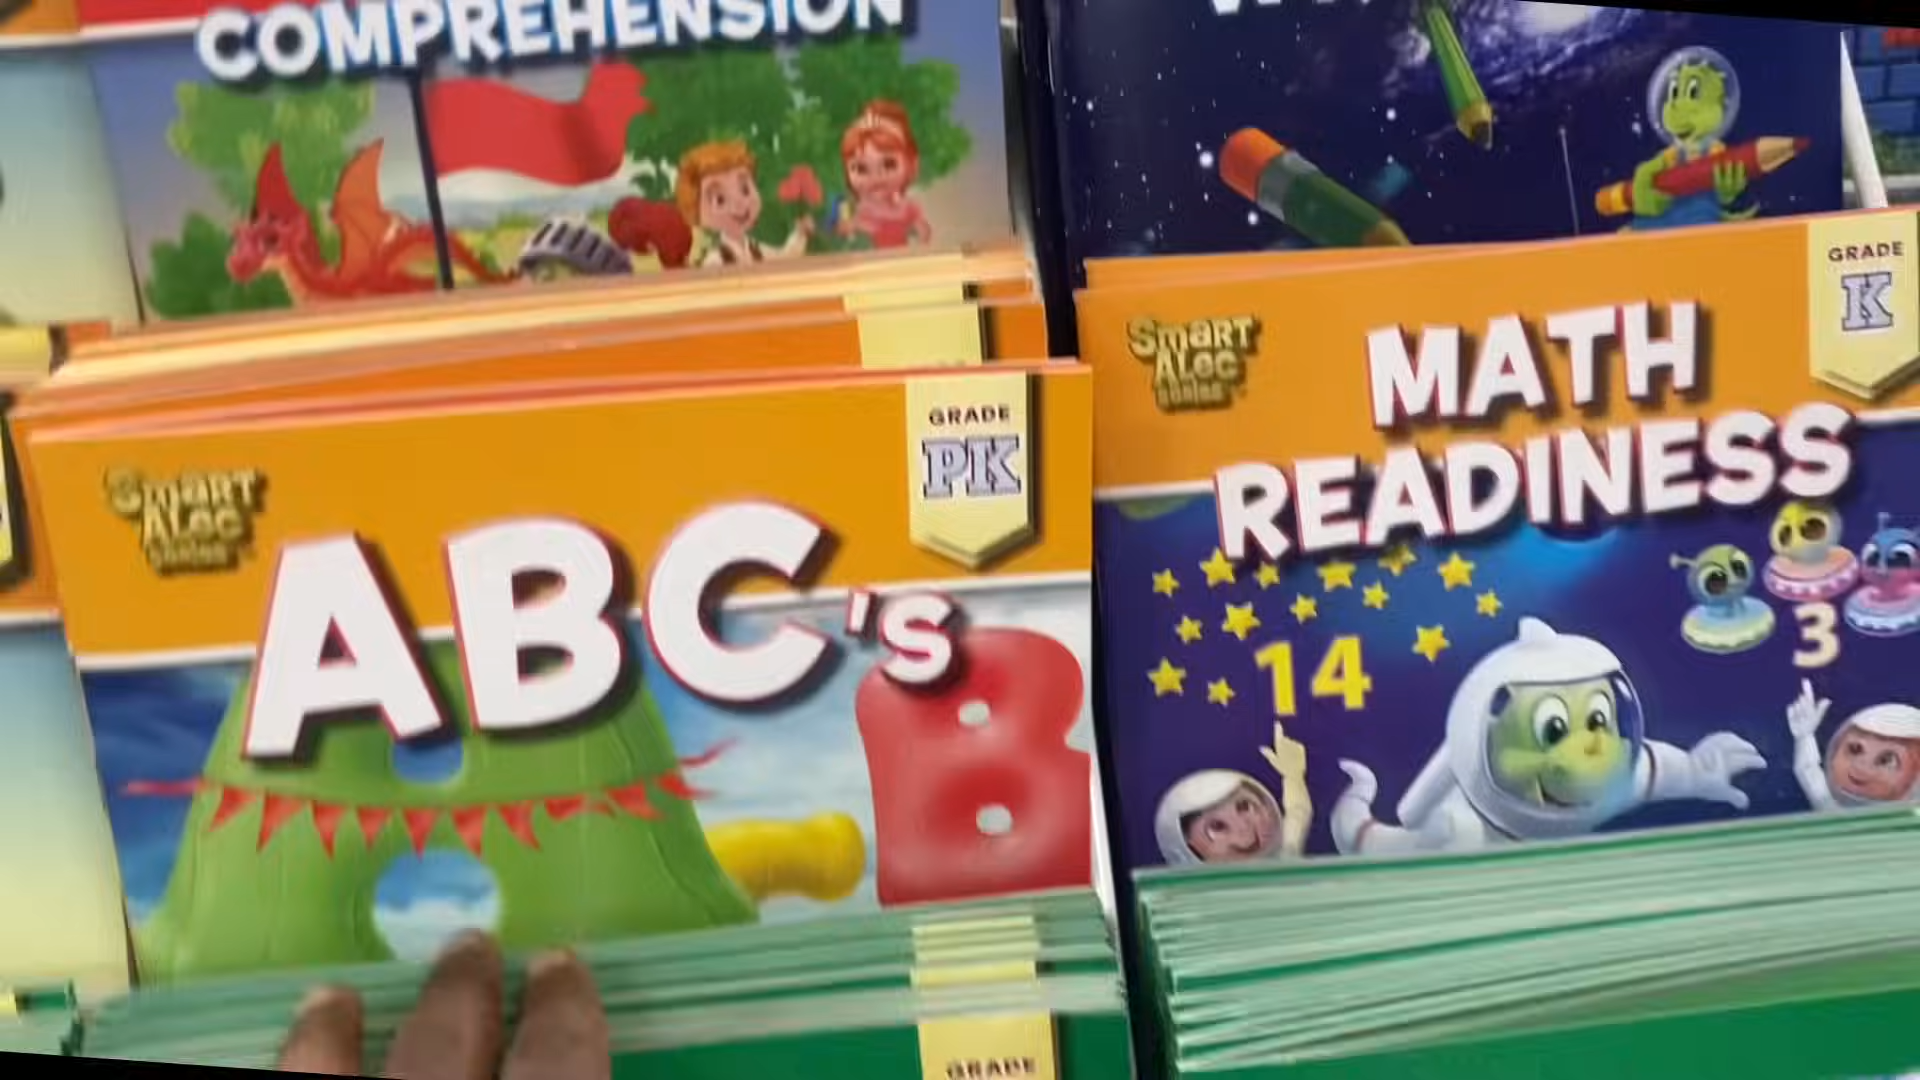 COMPREHENSION
GRADE
PK
Smart
Alec
Series
ABC's
GRADE
K
Smart
Alec
Series
MATH
READINESS
14
3
B
GRADE